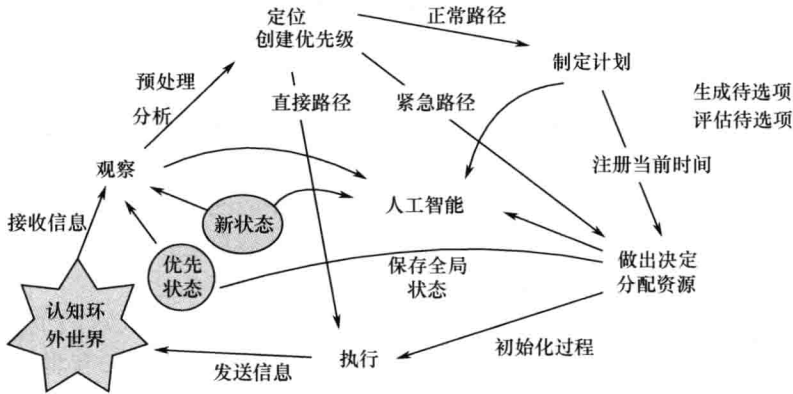 定位
创建优先级
正常路径
制定计划
生成待选项
评估待选项
预处理
分析
直接路径
紧急路径
注册当前时间
观察
人工智能
新状态
接收信息
优先
状态
保存全局
状态
做出决定
分配资源
认知环
外世界
执行
初始化过程
发送信息